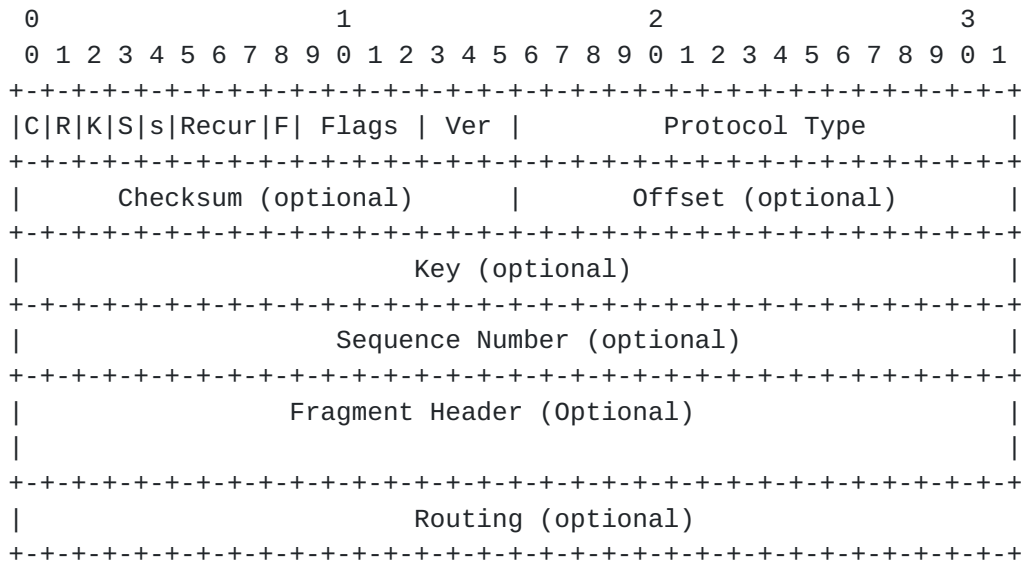 0                   1                   2                   3
 0 1 2 3 4 5 6 7 8 9 0 1 2 3 4 5 6 7 8 9 0 1 2 3 4 5 6 7 8 9 0 1
+-+-+-+-+-+-+-+-+-+-+-+-+-+-+-+-+-+-+-+-+-+-+-+-+-+-+-+-+-+-+-+-+
|C|R|K|S|s|Recur|F| Flags | Ver |         Protocol Type         |
+-+-+-+-+-+-+-+-+-+-+-+-+-+-+-+-+-+-+-+-+-+-+-+-+-+-+-+-+-+-+-+-+
|      Checksum (optional)      |       Offset (optional)       |
+-+-+-+-+-+-+-+-+-+-+-+-+-+-+-+-+-+-+-+-+-+-+-+-+-+-+-+-+-+-+-+-+
|                         Key (optional)                        |
+-+-+-+-+-+-+-+-+-+-+-+-+-+-+-+-+-+-+-+-+-+-+-+-+-+-+-+-+-+-+-+-+
|                    Sequence Number (optional)                 |
+-+-+-+-+-+-+-+-+-+-+-+-+-+-+-+-+-+-+-+-+-+-+-+-+-+-+-+-+-+-+-+-+
|                 Fragment Header (Optional)                    |
|                                                               |
+-+-+-+-+-+-+-+-+-+-+-+-+-+-+-+-+-+-+-+-+-+-+-+-+-+-+-+-+-+-+-+-+
|                         Routing (optional)
+-+-+-+-+-+-+-+-+-+-+-+-+-+-+-+-+-+-+-+-+-+-+-+-+-+-+-+-+-+-+-+-+